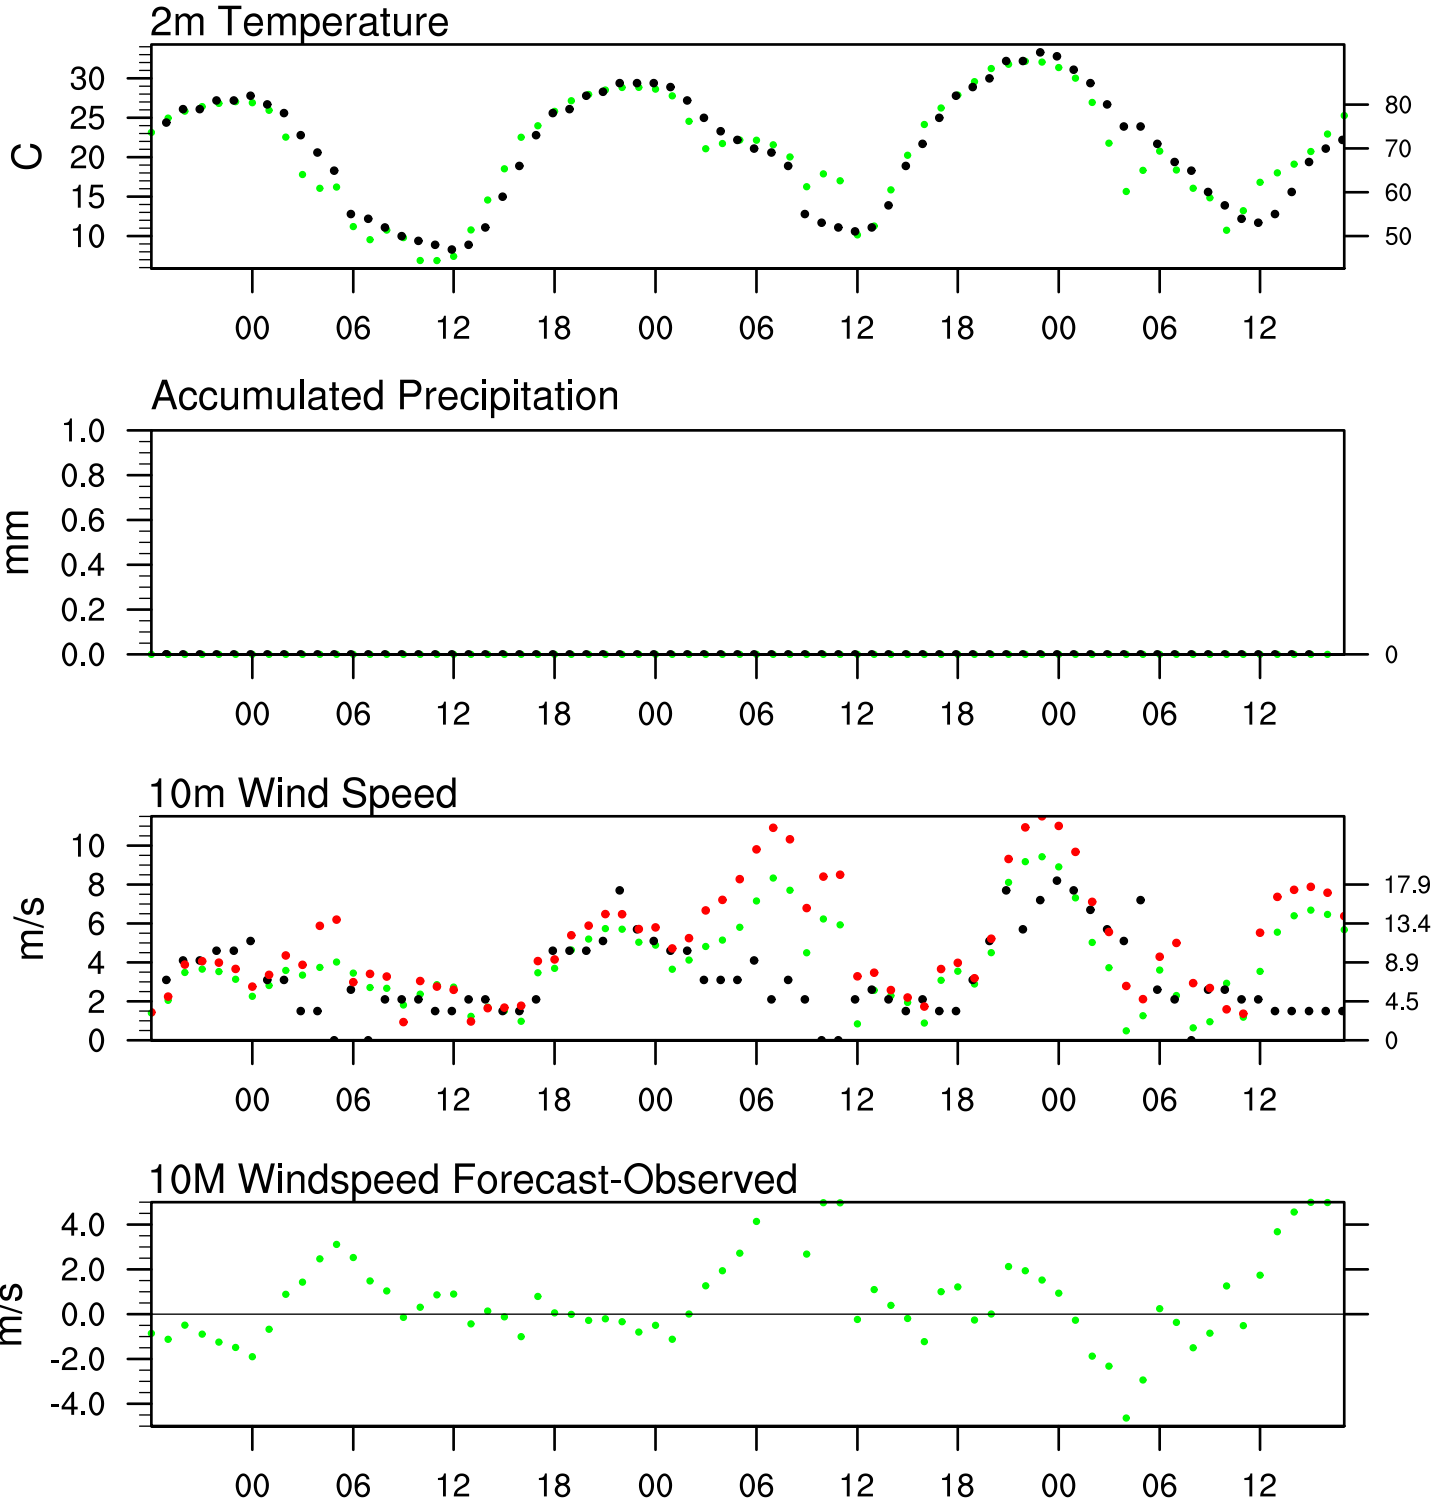 2m Temperature
30
25
20
15
10
C
80
70
60
50
00 06 12 18 00 06 12 18 00 06 12
Accumulated Precipitation
1.0
0.8
0.6
0.4
0.2
0.0
mm
0
00 06 12 18 00 06 12 18 00 06 12
10m Wind Speed
10
8
6
4
2
0
m/s
17.9
13.4
8.9
4.5
0
00 06 12 18 00 06 12 18 00 06 12
10M Windspeed Forecast-Observed
4.0
2.0
0.0
-2.0
-4.0
m/s
00 06 12 18 00 06 12 18 00 06 12